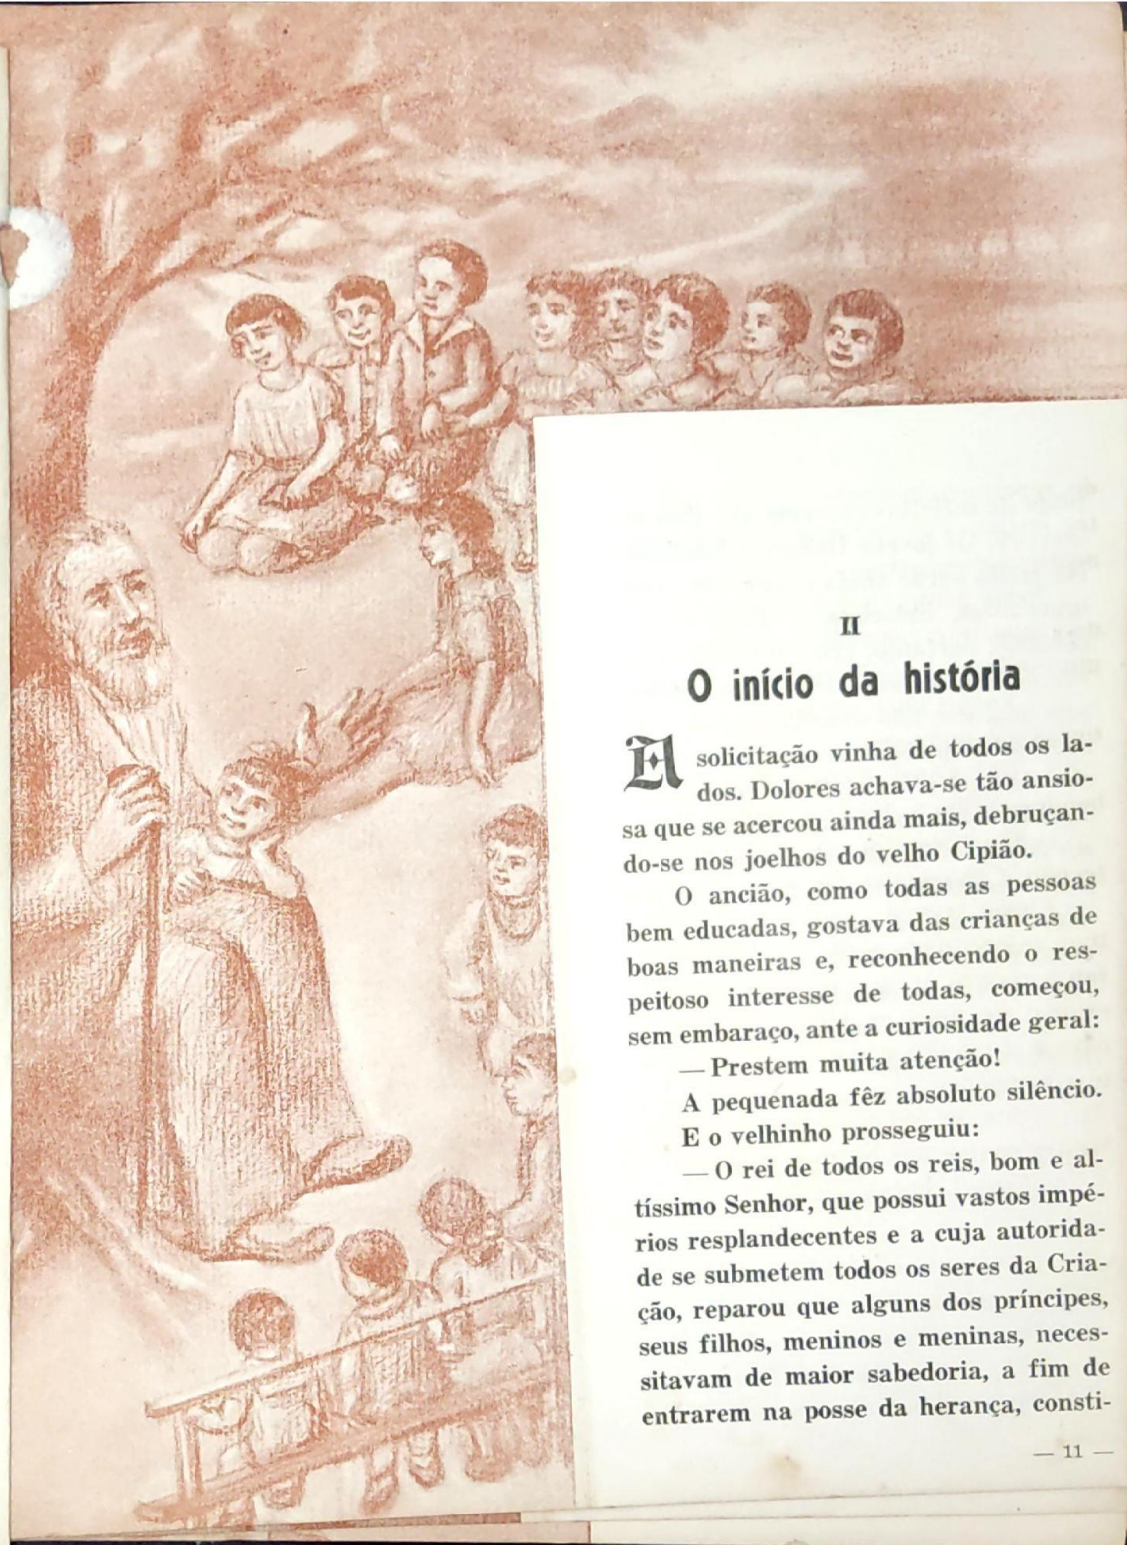 II
O início da história
A solicitação vinha de todos os la-
dos. Dolores achava-se tão ansio-
sa que se acercou ainda mais, debruçan-
do-se nos joelhos do velho Cipião.
O ancião, como todas as pessoas
bem educadas, gostava das crianças de
boas maneiras e, reconhecendo o res-
peitoso interesse de todas, começou,
sem embaraço, ante a curiosidade geral:
— Prestem muita atenção!
A pequenada fêz absoluto silêncio.
E o velhinho prosseguiu:
— O rei de todos os reis, bom e al-
tíssimo Senhor, que possui vastos impé-
rios resplandecentes e a cuja autorida-
de se submetem todos os seres da Cria-
ção, reparou que alguns dos príncipes,
seus filhos, meninos e meninas, neces-
sitavam de maior sabedoria, a fim de
entrarem na posse da herança, consti-
— 11 —